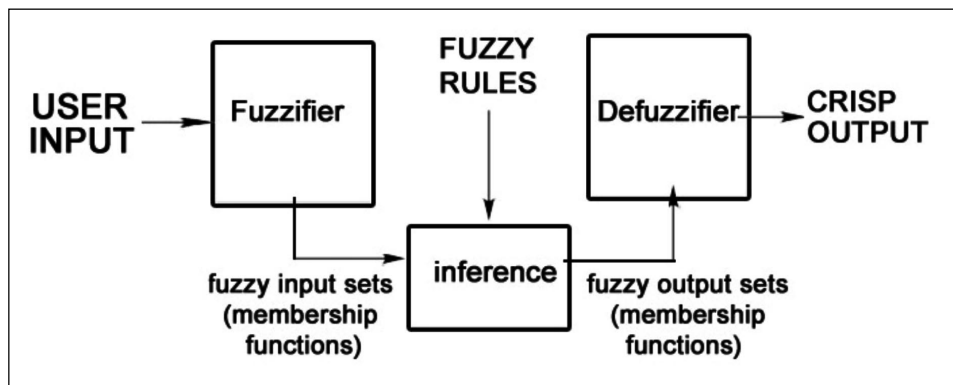 USER
INPUT
Fuzzifier
FUZZY
RULES
Defuzzifier
CRISP
OUTPUT
fuzzy input sets
(membership
functions)
inference
fuzzy output sets
(membership
functions)